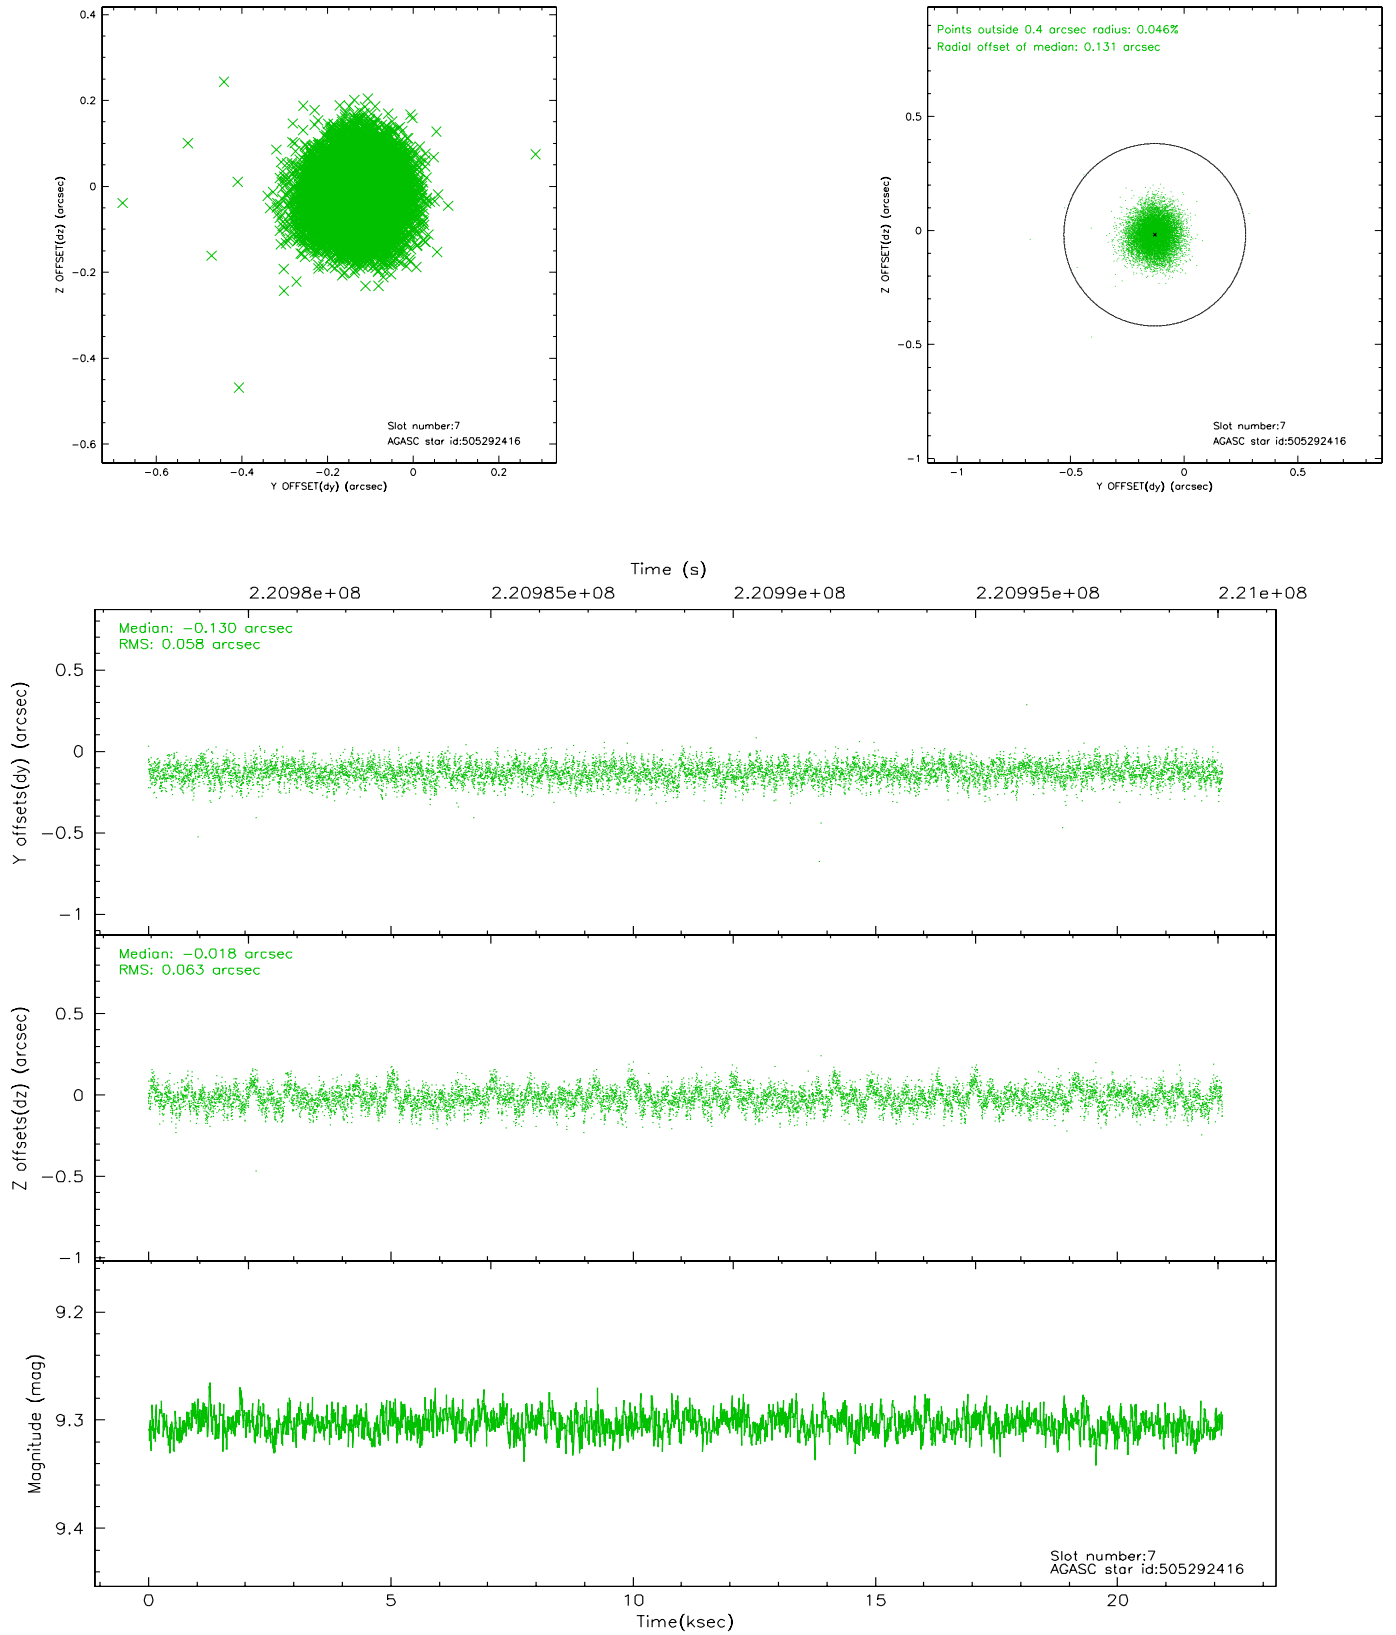 0.4
0.2
0
−0.2
−0.4
−0.6
Z OFFSET(dz) (arcsec)
Slot number:7
AGASC star id:505292416
−0.6 −0.4 −0.2 0 0.2
Y OFFSET(dy) (arcsec)
Points outside 0.4 arcsec radius: 0.046%
Radial offset of median: 0.131 arcsec
0.5
0
−0.5
−1
Z OFFSET(dz) (arcsec)
Slot number:7
AGASC star id:505292416
−1 −0.5 0 0.5
Y OFFSET(dy) (arcsec)
Time (s)
2.2098e+08 2.20985e+08 2.2099e+08 2.20995e+08 2.21e+08
Median: −0.130 arcsec
RMS: 0.058 arcsec
0.5
0
−0.5
−1
Y offsets(dy) (arcsec)
Median: −0.018 arcsec
RMS: 0.063 arcsec
0.5
0
−0.5
−1
Z offsets(dz) (arcsec)
9.2
9.3
9.4
Magnitude (mag)
Slot number:7
AGASC star id:505292416
0 5 10 15 20
Time(ksec)